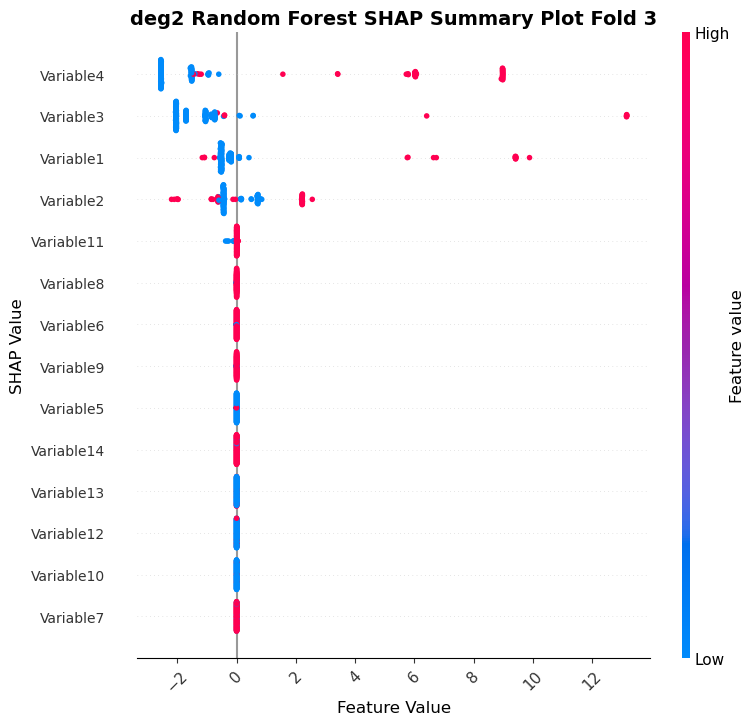 deg2 Random Forest SHAP Summary Plot Fold 3
High
Variable4
Variable3
Variable1
Variable2
Variable11
Variable8
Variable6
Variable9
Variable5
Variable14
Variable13
Variable12
Variable10
Variable7
SHAP Value
Feature value
Low
−2 0 2 4 6 8 10 12
Feature Value